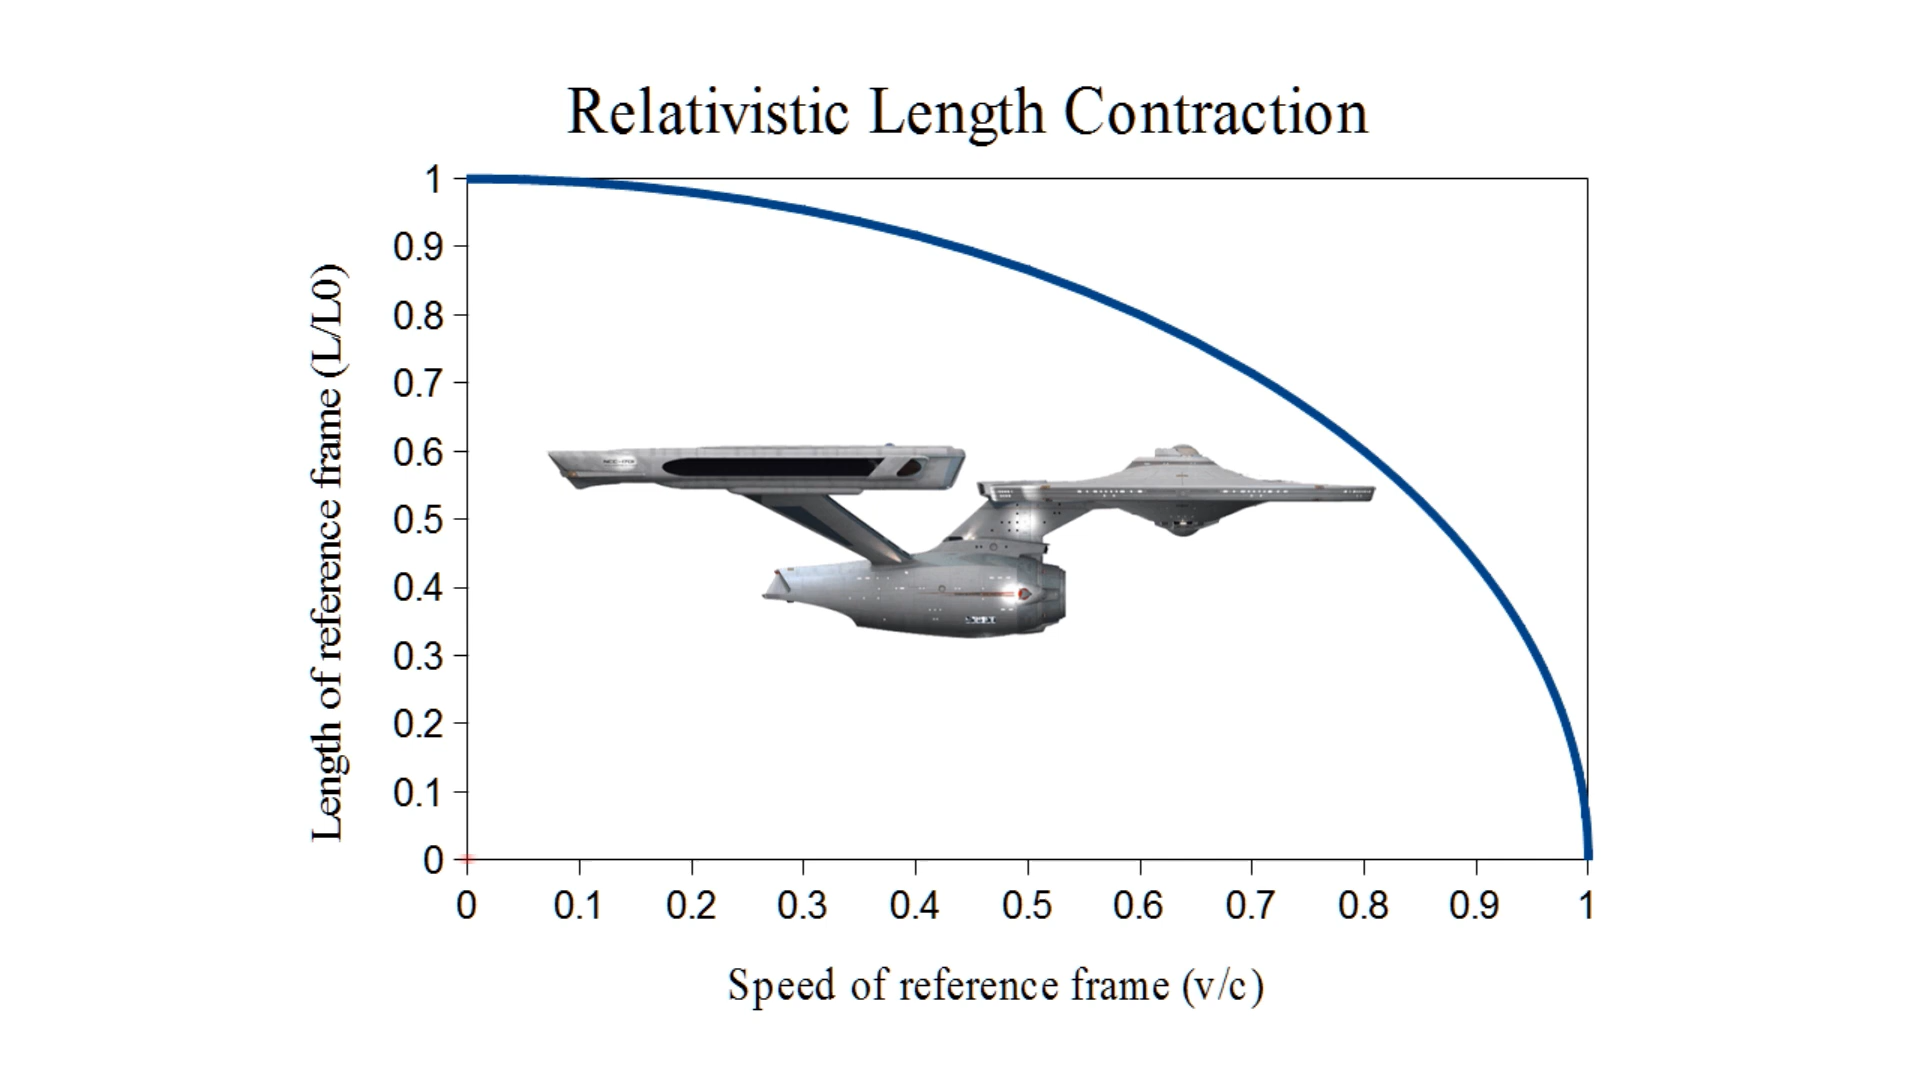 Relativistic Length Contraction
Length of reference frame (L/L0)
1
0.9
0.8
0.7
0.6
0.5
0.4
0.3
0.2
0.1
0
0 0.1 0.2 0.3 0.4 0.5 0.6 0.7 0.8 0.9 1
Speed of reference frame (v/c)